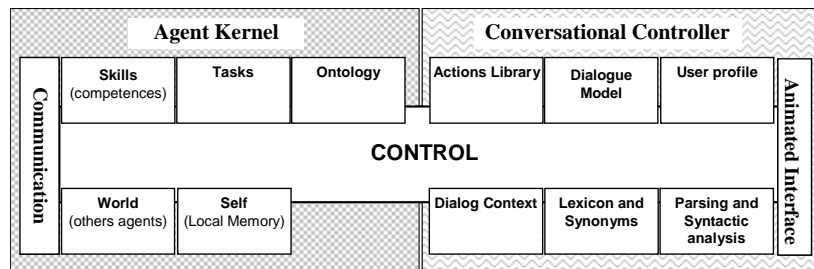 Agent Kernel
Conversational Controller
Communication
Skills
(competences)
Tasks
Ontology
Actions Library
Dialogue
Model
User profile
Animated Interface
CONTROL
World
(others agents)
Self
(Local Memory)
Dialog Context
Lexicon and
Synonyms
Parsing and
Syntactic
analysis